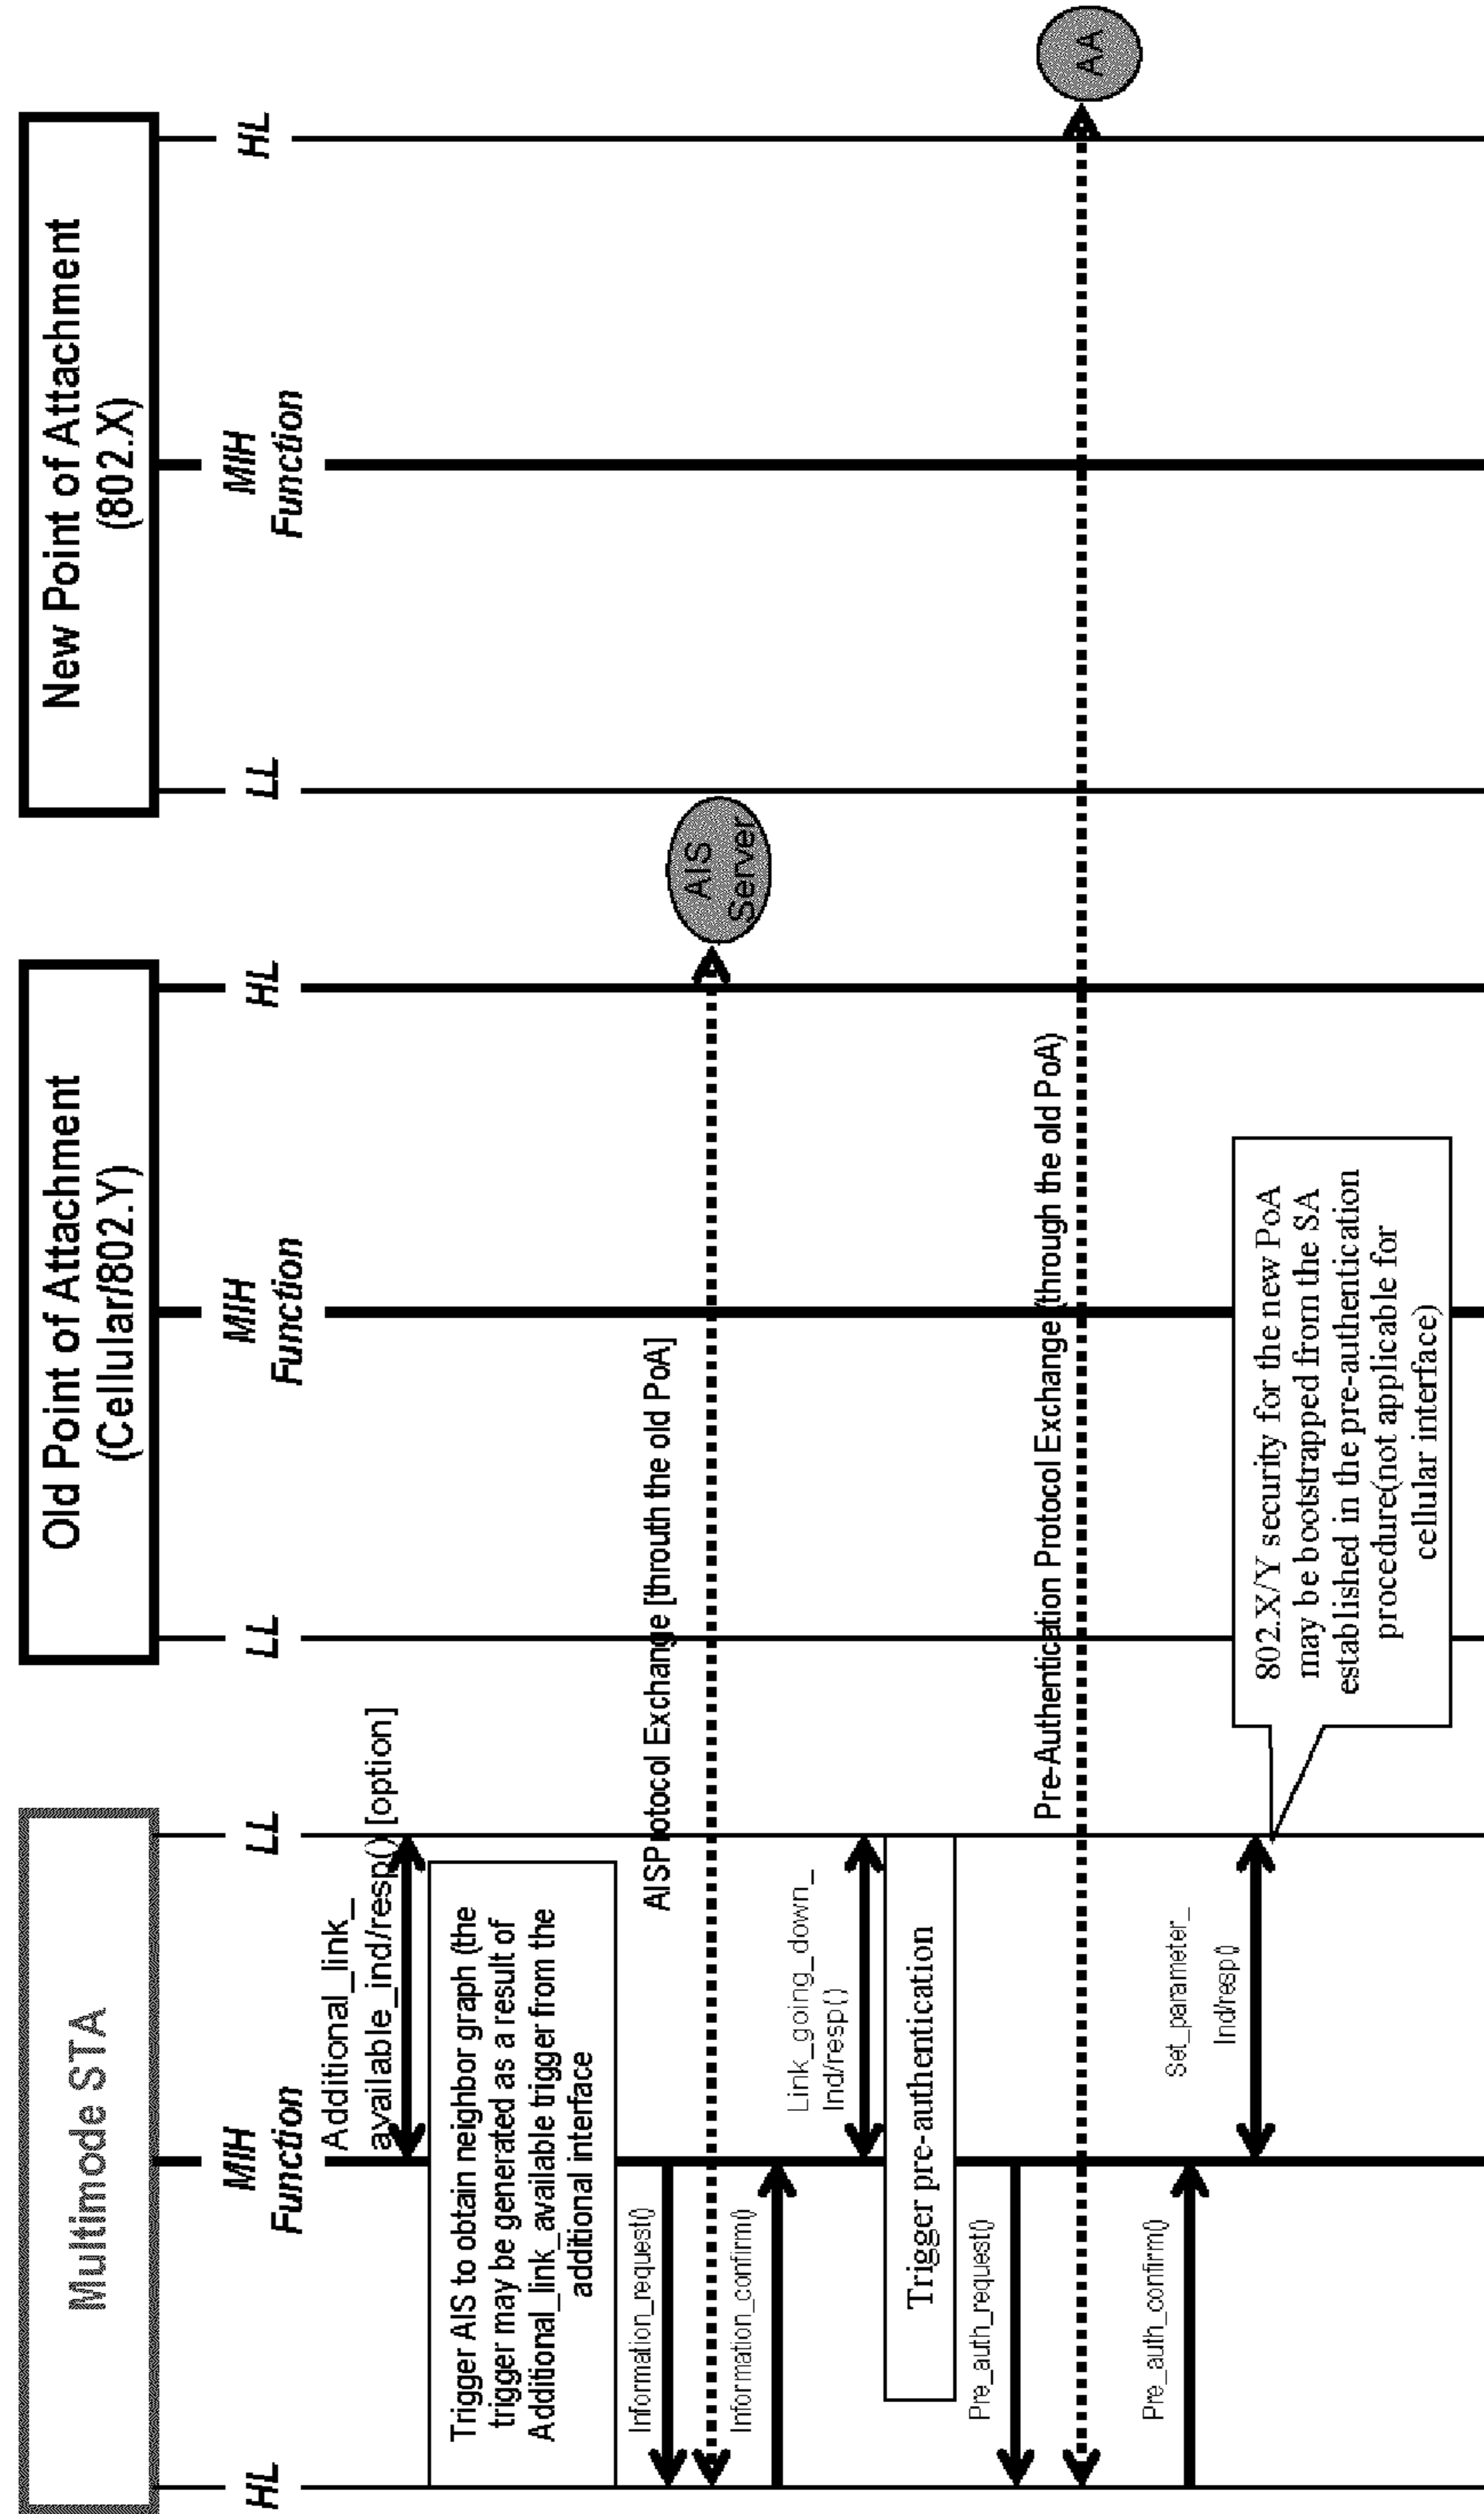 Multimode STA
Old Point of Attachment
(Cellular/802.Y)
New Point of Attachment
(802.X)
HL
MIH
Function
LL
LL
MIH
Function
HL
LL
MIH
Function
HL
Additional_link_
available_ind/resp() [option]
Trigger AIS to obtain neighbor graph (the
trigger may be generated as a result of
Additional_link_available trigger from the
additional interface
Information_request()
AISProtocol Exchange [throuth the old PoA]
AIS
Server
Information_confirm()
Link_going_down_
Ind/resp()
Trigger pre-authentication
Pre_auth_request()
Pre-Authentication Protocol Exchange (through the old PoA)
AA
Pre_auth_confirm()
Set_parameter_
Ind/resp()
802.X/Y security for the new PoA
may be bootstrapped from the SA
established in the pre-authentication
procedure(not applicable for
cellular interface)